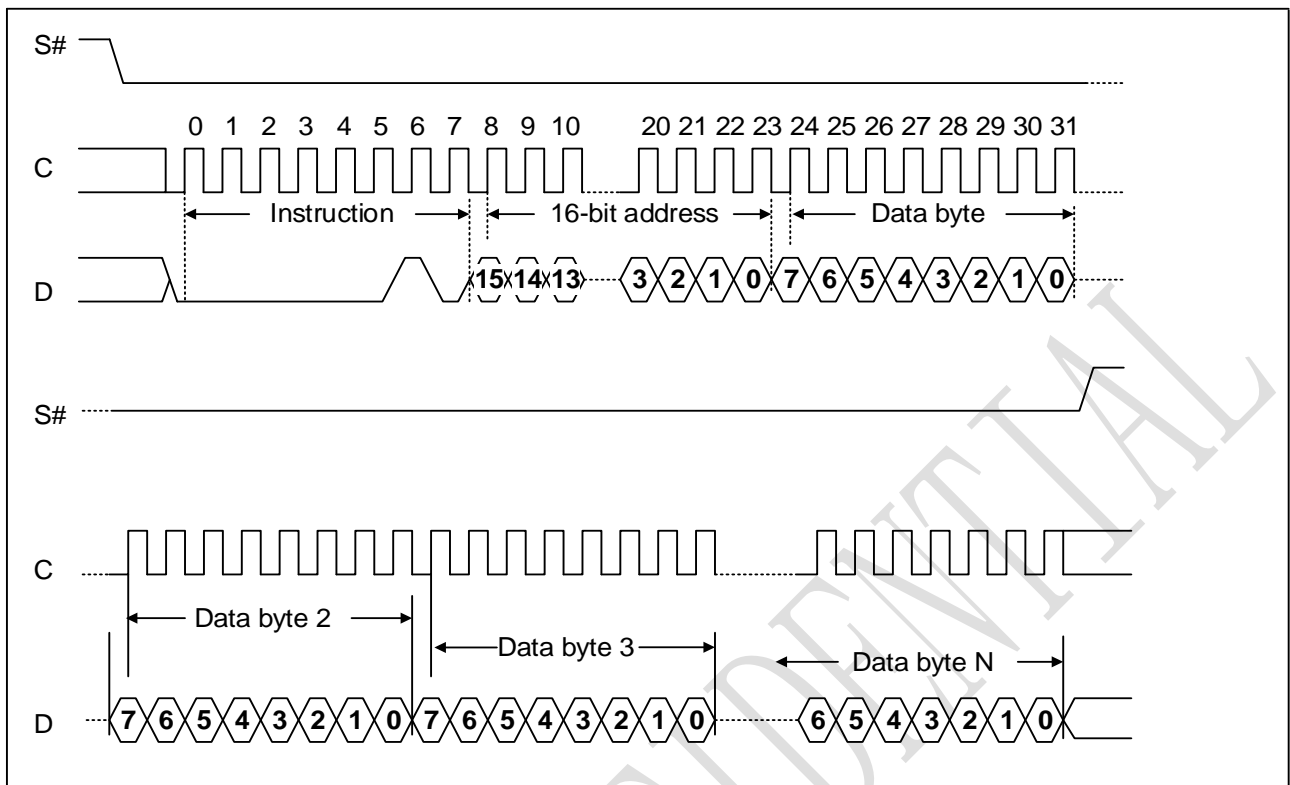 S#
0 1 2 3 4 5 6 7 8 9 10 20 21 22 23 24 25 26 27 28 29 30 31
C
Instruction 16-bit address Data byte
D 15 14 13 3 2 1 0 7 6 5 4 3 2 1 0
S#
C
Data byte 2
Data byte 3
Data byte N
D 7 6 5 4 3 2 1 0 7 6 5 4 3 2 1 0 6 5 4 3 2 1 0
IDENTIAL